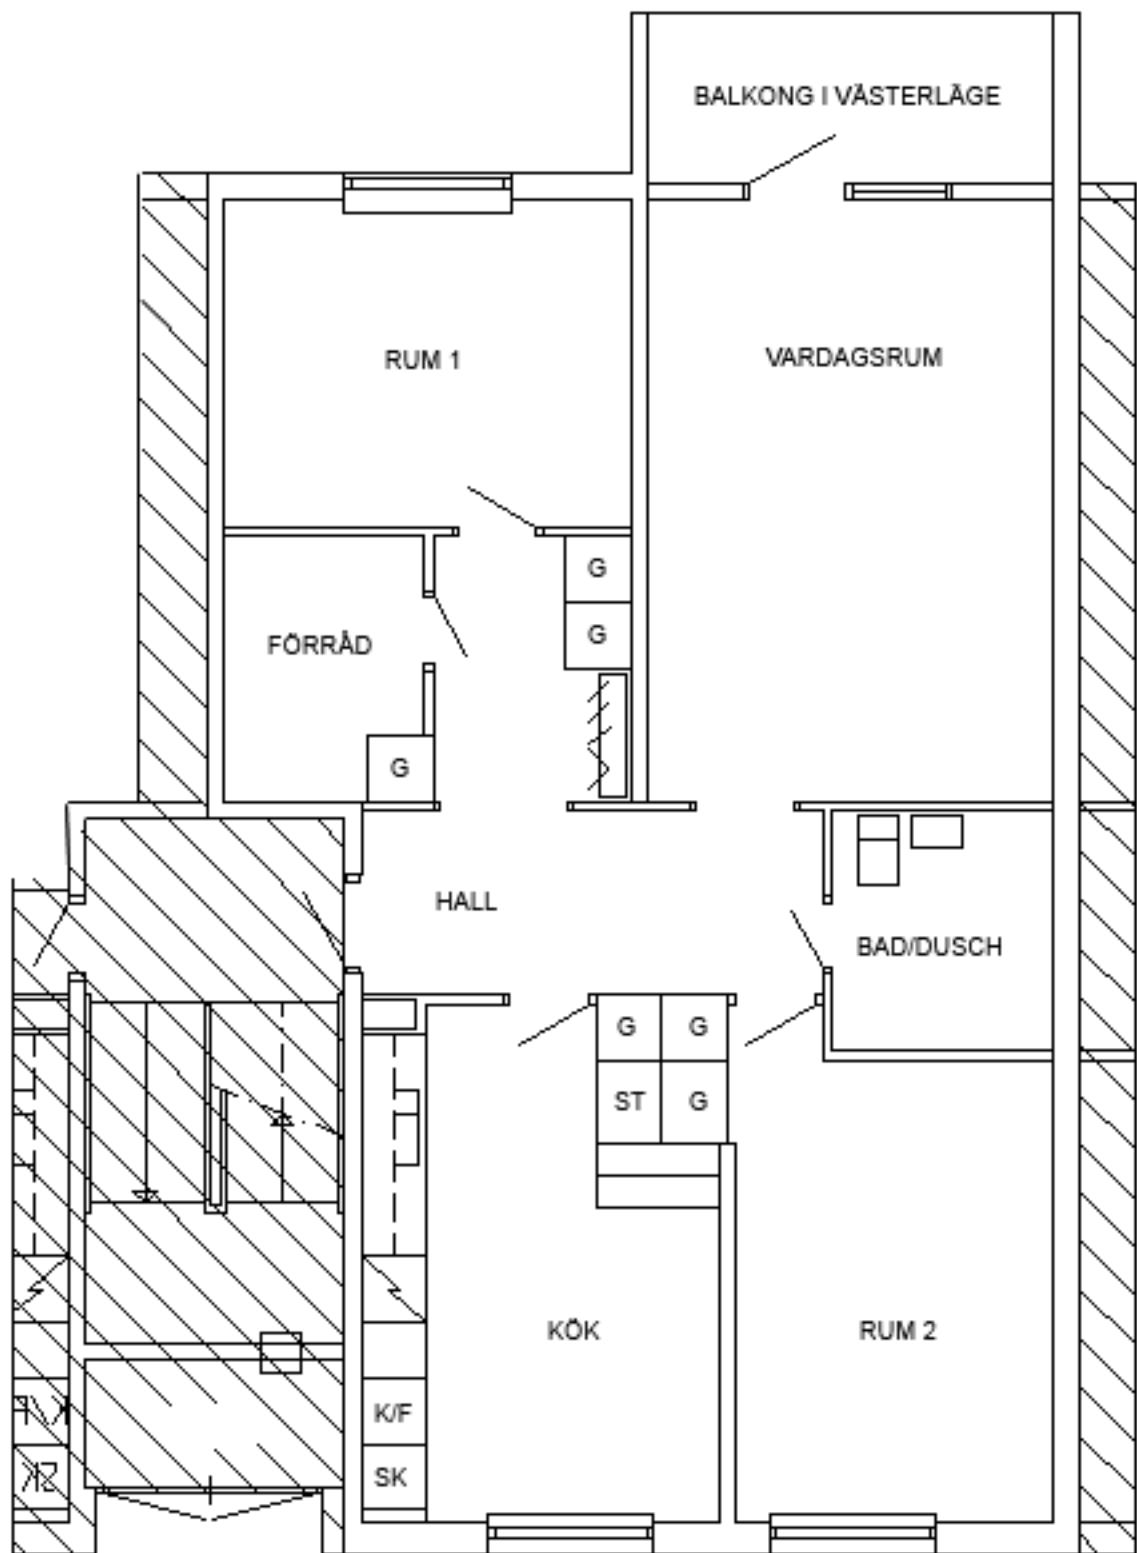 BALKONG I VÄSTERLÄGE
RUM 1
VARDAGSRUM
G
G
FÖRRÅD
G
HALL
BAD/DUSCH
G
G
ST
G
KÖK
RUM 2
K/F
SK